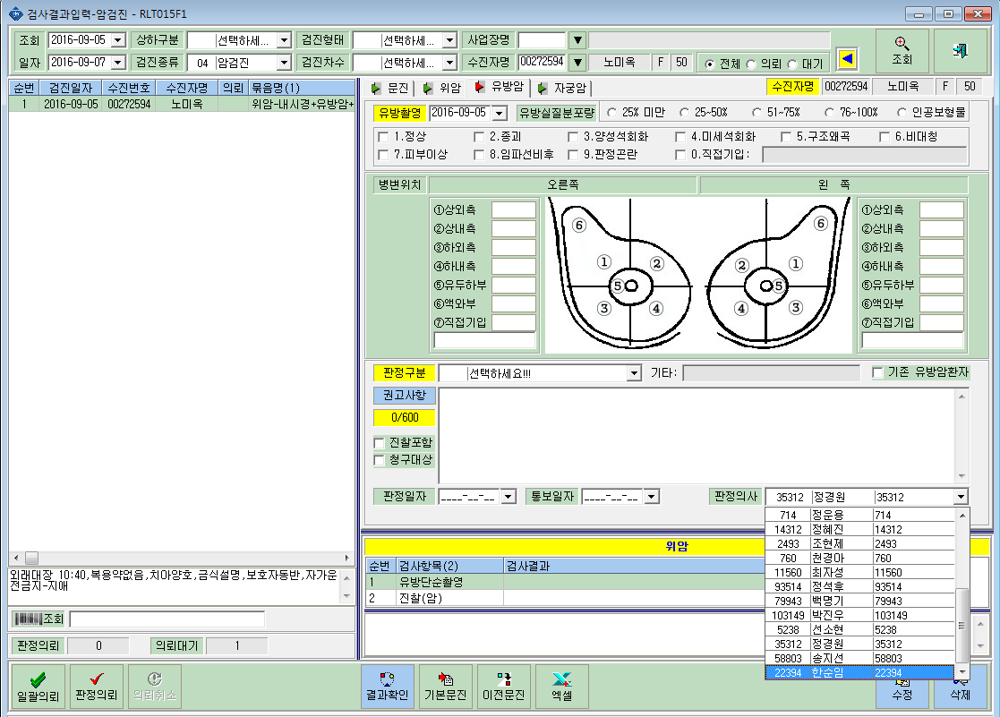 검사결과입력-암검진 - RLT015F1
조회 2016-09-05 상하구분 선택하세... 검진형태 선택하세... 사업장명
일자 2016-09-07 검진종류 04 암검진 검진차수 선택하세... 수진자명 00272594 노미옥 F 50 전체 의뢰 대기 조회
순번 검진일자 수진번호 수진자명 의뢰 묶음명(1)
1 2016-09-05 00272594 노미옥 위암-내시경+유방암+
문진 위암 유방암 자궁암 수진자명 00272594 노미옥 F 50
유방촬영 2016-09-05 유방실질분포량 25% 미만 25~50% 51~75% 76~100% 인공보형물
1.정상 2.종괴 3.양성석회화 4.미세석회화 5.구조왜곡 6.비대칭
7.피부이상 8.임파선비후 9.판정곤란 0.직접기입:
병변위치 오른쪽 왼 쪽
①상외측 ⑥ ⑥ ①상외측
②상내측 ②상내측
③하외측 ① ② ② ① ③하외측
④하내측 ④하내측
⑤유두하부 ⑤ ⑤ ⑤유두하부
⑥액와부 ③ ④ ④ ③ ⑥액와부
⑦직접기입 ⑦직접기입
판정구분 선택하세요!!! 기타: 기존 유방암환자
권고사항
0/600
진찰포함
청구대상
판정일자 ____-__-__ 통보일자 ____-__-__ 판정의사 35312 정경원 35312
714 정운용 714
14312 정혜진 14312
2493 조현제 2493
760 천경마 760
11560 최자성 11560
93514 정석후 93514
79943 백명기 79943
103149 박진우 103149
5238 선소현 5238
35312 정경원 35312
58803 송지선 58803
22394 한순임 22394
위암
순번 검사항목(2) 검사결과
1 유방단순촬영
2 진찰(암)
외래대장 10:40,복용약없음,치아양호,금식설명,보호자동반,자가운
전금지-지애
조회
판정의뢰 0 의뢰대기 1
일괄의뢰 판정의뢰 의뢰취소 결과확인 기본문진 이전문진 엑셀 수정 삭제